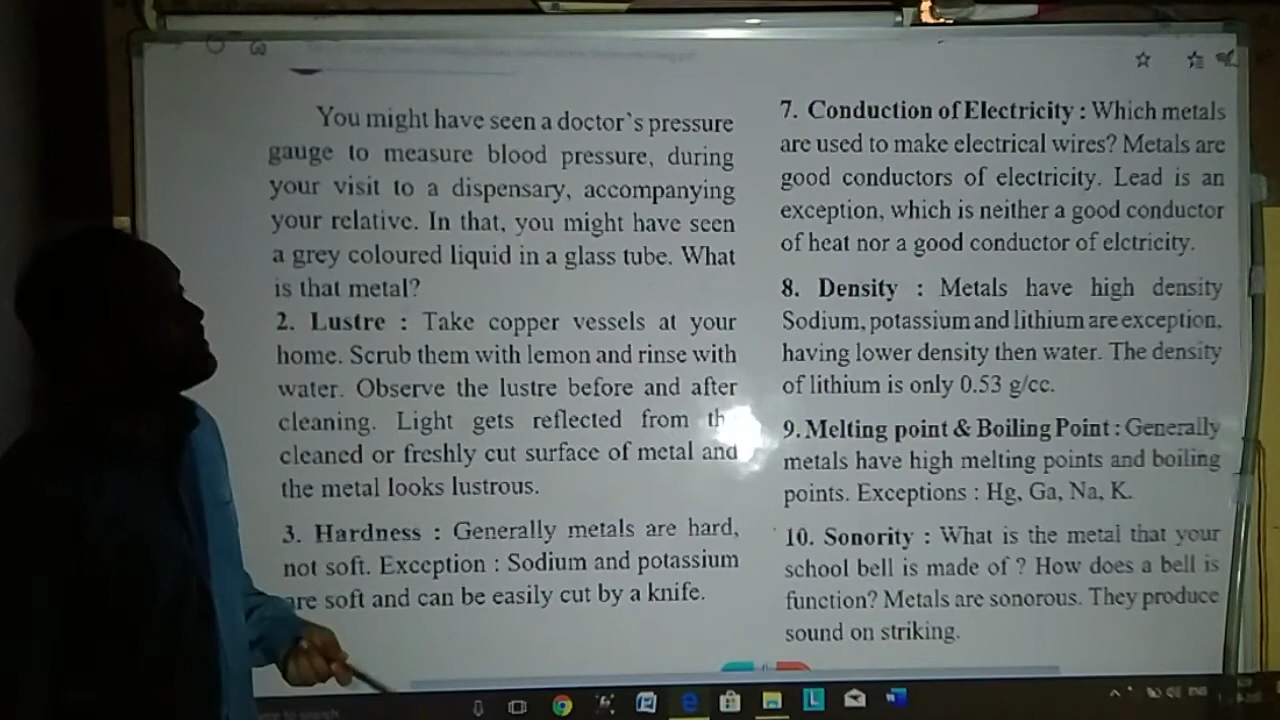 You might have seen a doctor's pressure
gauge to measure blood pressure, during
your visit to a dispensary, accompanying
your relative. In that, you might have seen
a grey coloured liquid in a glass tube. What
is that metal?
2. Lustre : Take copper vessels at your
home. Scrub them with lemon and rinse with
water. Observe the lustre before and after
cleaning. Light gets reflected from
cleaned or freshly cut surface of metal and
the metal looks lustrous.
3. Hardness : Generally metals are hard,
not soft. Exception : Sodium and potassium
are soft and can be easily cut by a knife.
7. Conduction of Electricity : Which metals
are used to make electrical wires? Metals are
good conductors of electricity. Lead is an
exception, which is neither a good conductor
of heat nor a good conductor of elctricity.
8. Density : Metals have high density
Sodium, potassium and lithium are exception,
having lower density then water. The density
of lithium is only 0.53 g/cc.
9. Melting point & Boiling Point : Generally
metals have high melting points and boiling
points. Exceptions : Hg, Ga, Na, K.
10. Sonority : What is the metal that your
school bell is made of ? How does a bell is
function? Metals are sonorous. They produce
sound on striking.